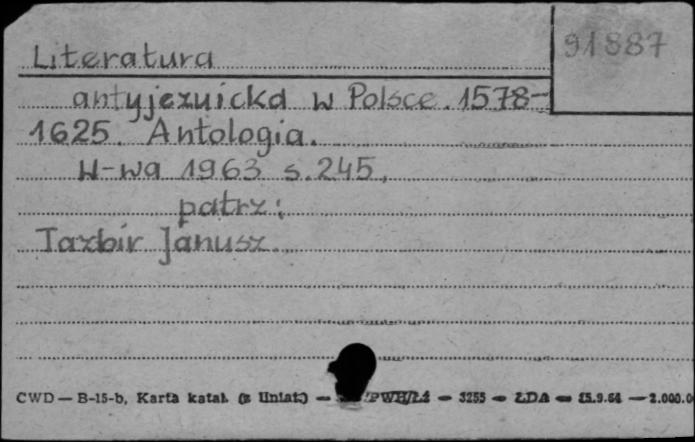 91887
Literatura
antyjezuicka w Polsce. 1578-
1625. Antologia.
W-wa 1963 s.245,
patrz:
Tazbir Janusz.
CWD — B-15-b, Karta katal. (z liniat.) — PWH/Łi — 3255 — ŁDA — 15.9.64 — 2.000.0